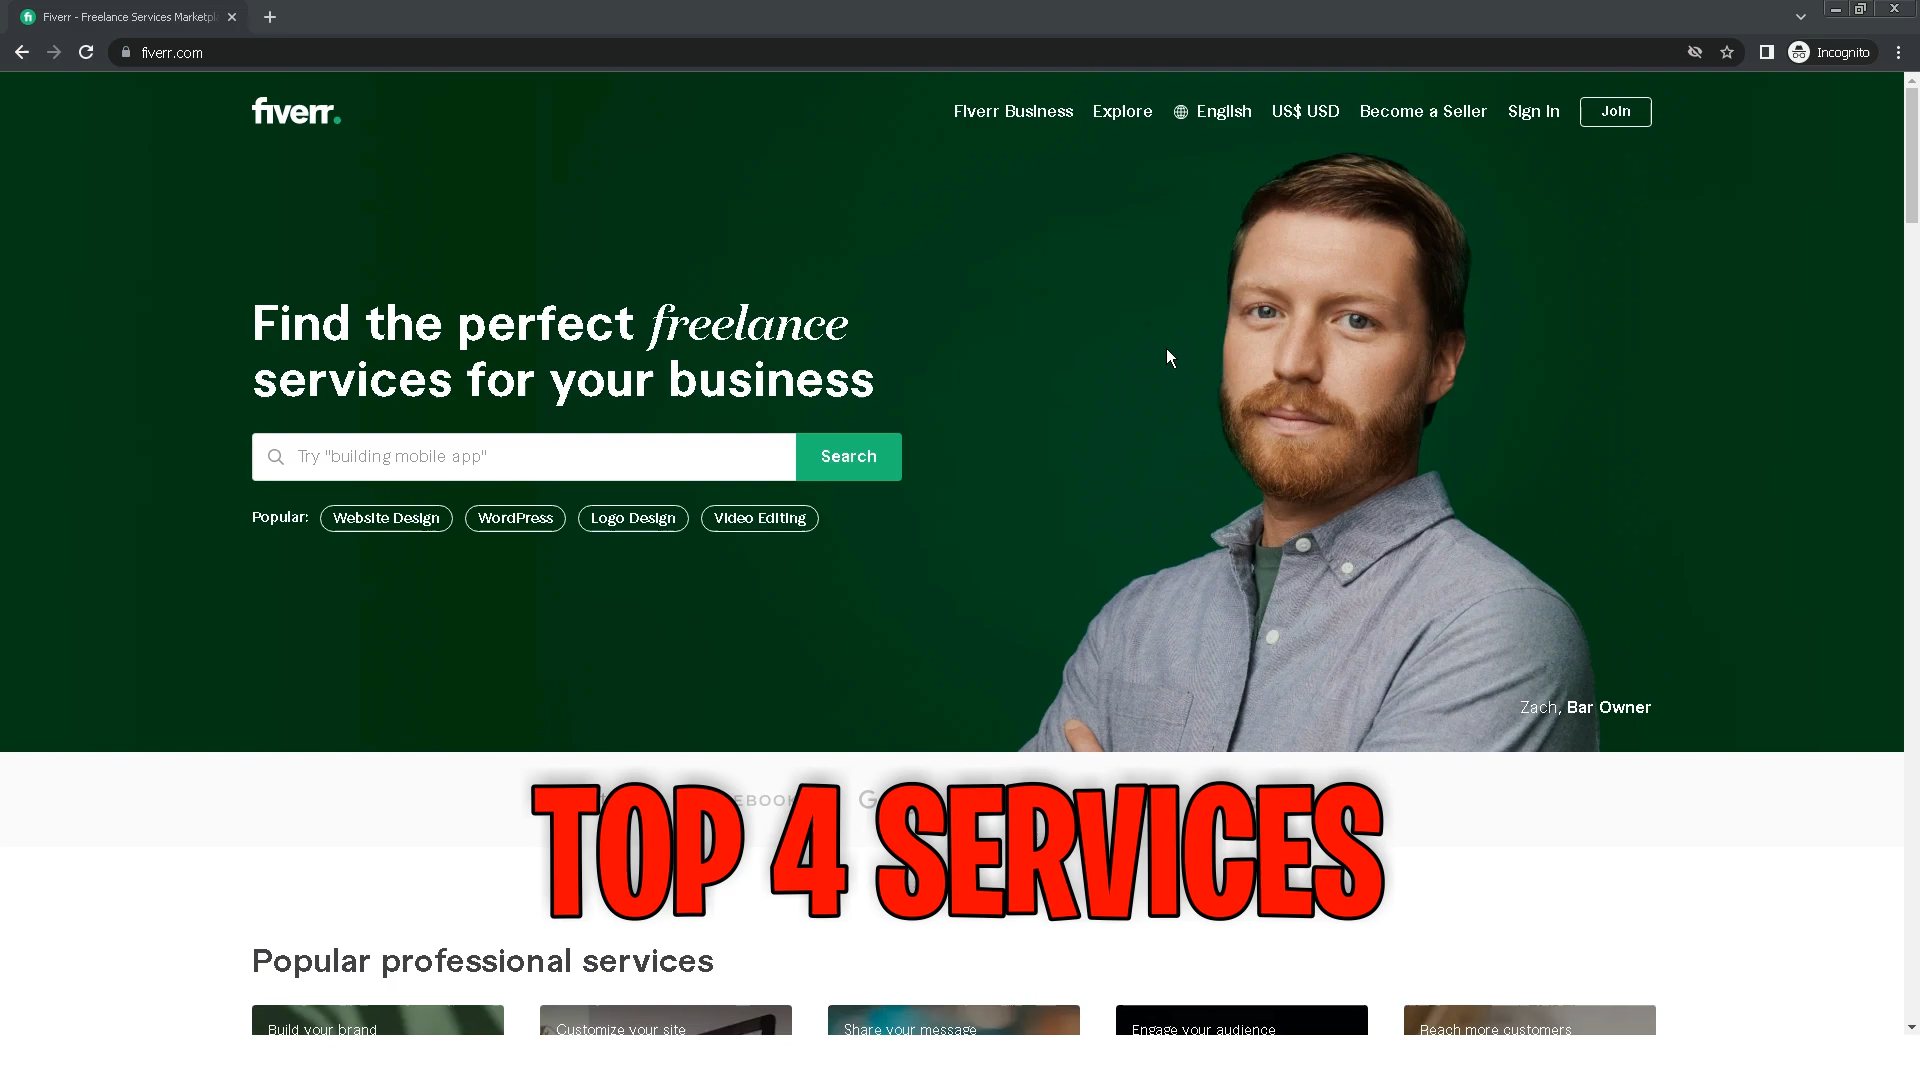 Fiverr - Freelance Services Marketpl
fiverr.com
Incognito
fiverr.
Fiverr Business Explore English US$ USD Become a Seller Sign in Join
Find the perfect freelance
services for your business
Try "building mobile app" Search
Popular: Website Design WordPress Logo Design Video Editing
Zach, Bar Owner
EBOOK G
TOP 4 SERVICES
Popular professional services
Build your brand Customize your site Share your message Engage your audience Reach more customers